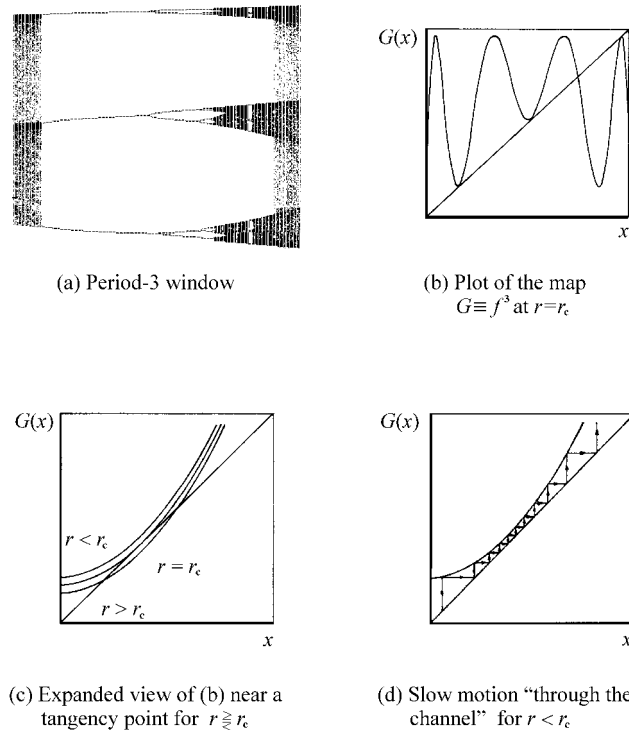 G(x)
x
(a) Period-3 window
(b) Plot of the map
G ≡ f³ at r=r_c
G(x)
r < r_c
r = r_c
r > r_c
x
G(x)
x
(c) Expanded view of (b) near a
tangency point for r ⪌ r_c
(d) Slow motion “through the
channel” for r < r_c